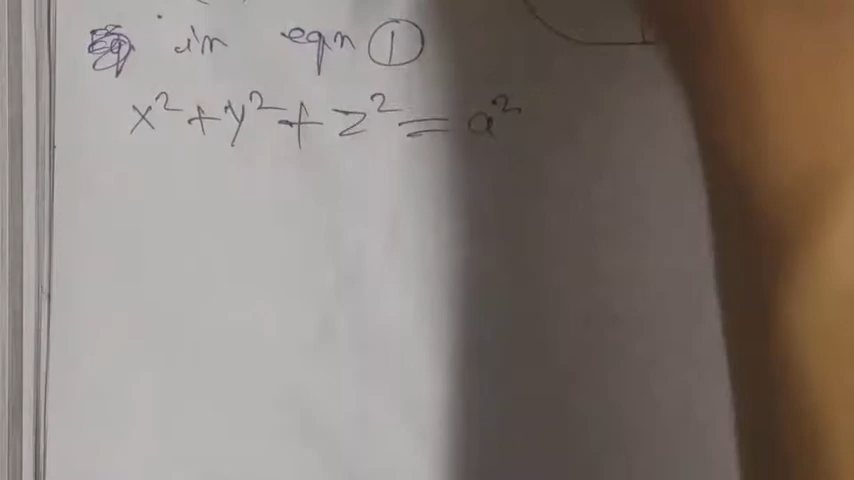 in eqn ①
x² + y² + z² = a²